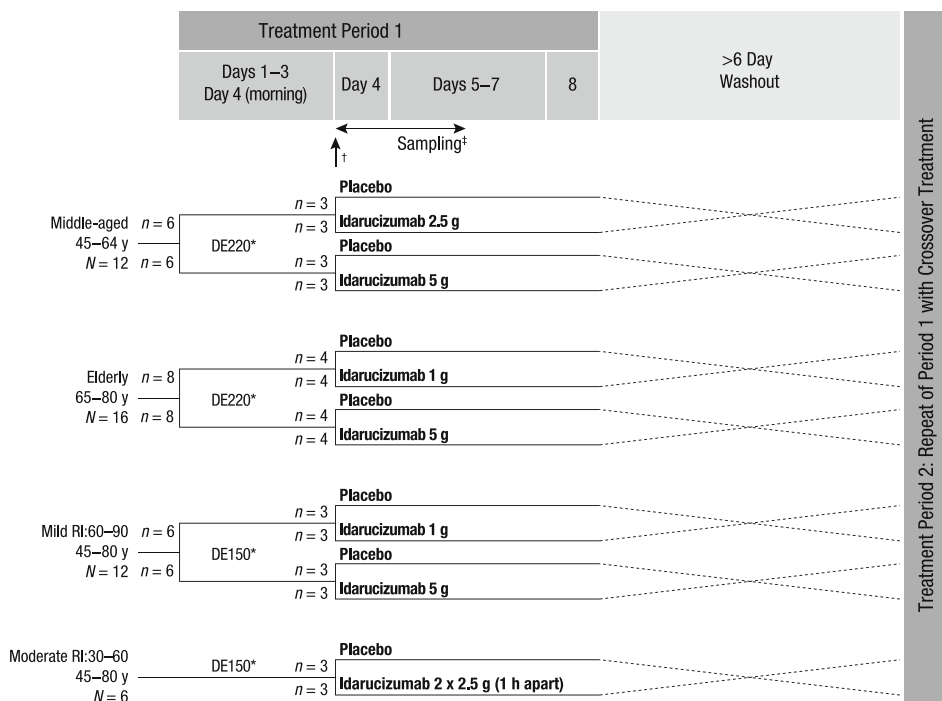 Treatment Period 1
Days 1–3
Day 4 (morning)
Day 4
Days 5–7
8
>6 Day
Washout
Sampling‡
†
Middle-aged
45–64 y
N = 12
n = 6
n = 6
DE220*
n = 3
n = 3
Placebo
Idarucizumab 2.5 g
n = 3
n = 3
Placebo
Idarucizumab 5 g
Elderly
65–80 y
N = 16
n = 8
n = 8
DE220*
n = 4
n = 4
Placebo
Idarucizumab 1 g
n = 4
n = 4
Placebo
Idarucizumab 5 g
Mild RI:60–90
45–80 y
N = 12
n = 6
n = 6
DE150*
n = 3
n = 3
Placebo
Idarucizumab 1 g
n = 3
n = 3
Placebo
Idarucizumab 5 g
Moderate RI:30–60
45–80 y
N = 6
DE150*
n = 3
n = 3
Placebo
Idarucizumab 2 x 2.5 g (1 h apart)
Treatment Period 2: Repeat of Period 1 with Crossover Treatment